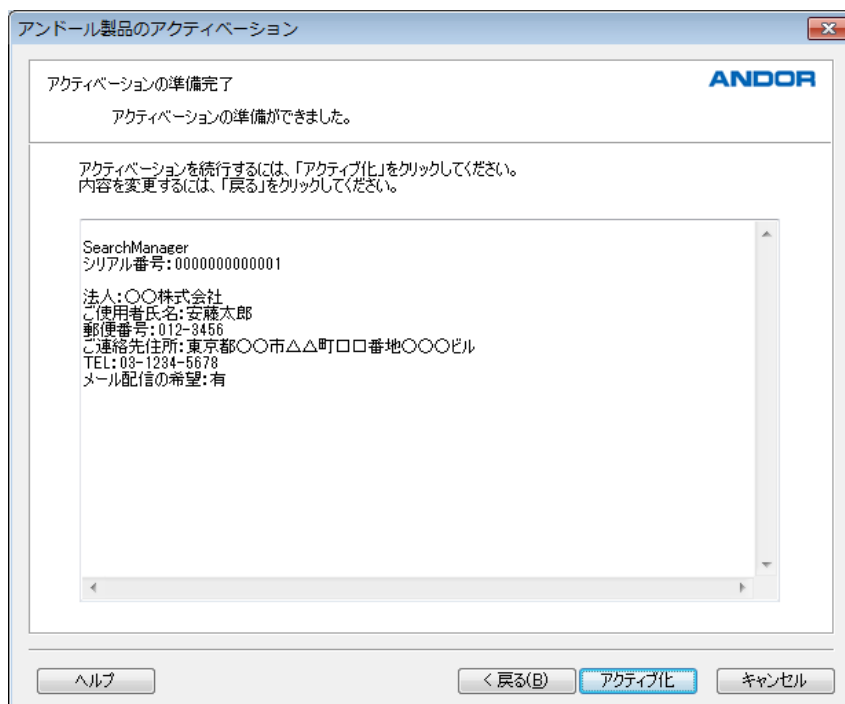 アンドール製品のアクティベーション
アクティベーションの準備完了
ANDOR
アクティベーションの準備ができました。
アクティベーションを続行するには、「アクティブ化」をクリックしてください。
内容を変更するには、「戻る」をクリックしてください。
SearchManager
シリアル番号:0000000000001
法人:〇〇株式会社
ご使用者氏名:安藤太郎
郵便番号:012-3456
ご連絡先住所:東京都〇〇市△△町口口番地〇〇〇ビル
TEL:03-1234-5678
メール配信の希望:有
ヘルプ
< 戻る(B)
アクティブ化
キャンセル